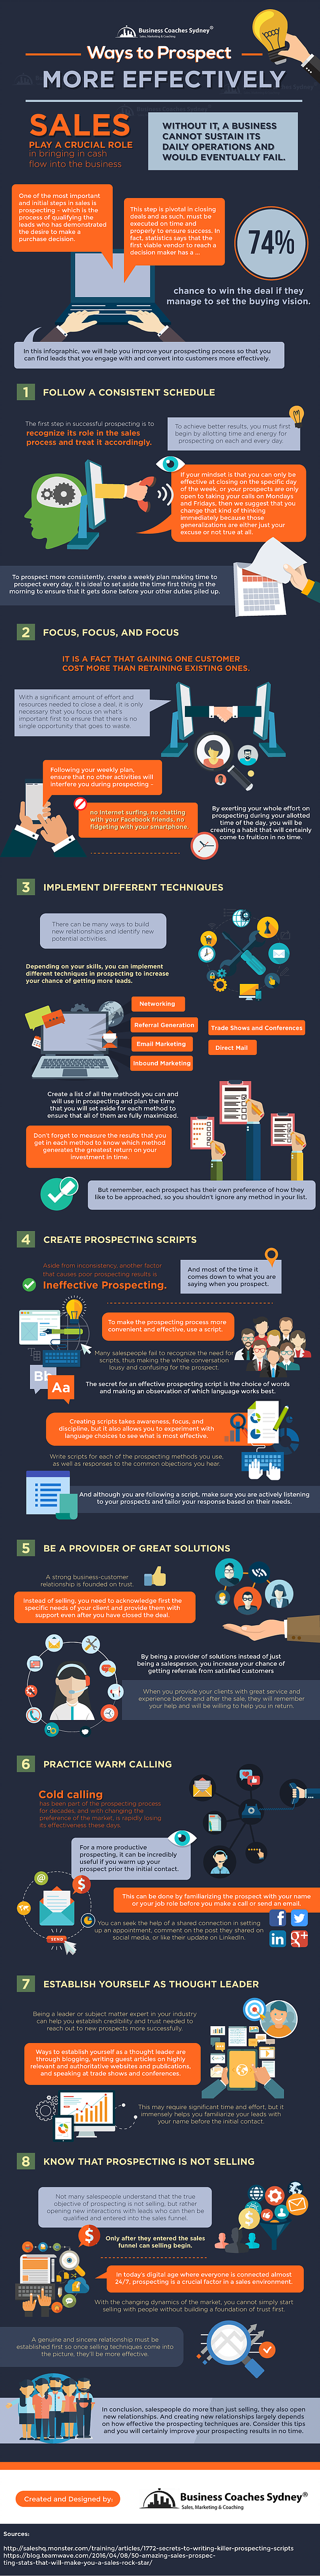 Business Coaches Sydney®
Sales, Marketing & Coaching
Ways to Prospect
MORE EFFECTIVELY
SALES
PLAY A CRUCIAL ROLE
in bringing in cash
flow into the business
WITHOUT IT, A BUSINESS
CANNOT SUSTAIN ITS
DAILY OPERATIONS AND
WOULD EVENTUALLY FAIL.
One of the most important
and initial steps in sales is
prospecting - which is the
process of qualifying the
leads who has demonstrated
the desire to make a
purchase decision.
This step is pivotal in closing
deals and as such, must be
executed on time and
properly to ensure success. In
fact, statistics says that the
first viable vendor to reach a
decision maker has a ...
74%
chance to win the deal if they
manage to set the buying vision.
In this infographic, we will help you improve your prospecting process so that you
can find leads that you engage with and convert into customers more effectively.
1 FOLLOW A CONSISTENT SCHEDULE
The first step in successful prospecting is to
recognize its role in the sales
process and treat it accordingly.
To achieve better results, you must first
begin by allotting time and energy for
prospecting on each and every day.
If your mindset is that you can only be
effective at closing on the specific day
of the week, or your prospects are only
open to taking your calls on Mondays
and Fridays, then we suggest that you
change that kind of thinking
immediately because those
generalizations are either just your
excuse or not true at all.
To prospect more consistently, create a weekly plan making time to
prospect every day. It is ideal to set aside the time first thing in the
morning to ensure that it gets done before your other duties piled up.
2 FOCUS, FOCUS, AND FOCUS
IT IS A FACT THAT GAINING ONE CUSTOMER
COST MORE THAN RETAINING EXISTING ONES.
With a significant amount of effort and
resources needed to close a deal, it is only
necessary that you focus on what's
important first to ensure that there is no
single opportunity that goes to waste.
Following your weekly plan,
ensure that no other activities will
interfere you during prospecting -
no Internet surfing, no chatting
with your Facebook friends, no
fidgeting with your smartphone.
By exerting your whole effort on
prospecting during your allotted
time of the day, you will be
creating a habit that will certainly
come to fruition in no time.
3 IMPLEMENT DIFFERENT TECHNIQUES
There can be many ways to build
new relationships and identify new
potential activities.
Depending on your skills, you can implement
different techniques in prospecting to increase
your chance of getting more leads.
Networking
Referral Generation
Trade Shows and Conferences
Email Marketing
Direct Mail
Inbound Marketing
Create a list of all the methods you can and
will use in prospecting and plan the time
that you will set aside for each method to
ensure that all of them are fully maximized.
Don't forget to measure the results that you
get in each method to know which method
generates the greatest return on your
investment in time.
But remember, each prospect has their own preference of how they
like to be approached, so you shouldn't ignore any method in your list.
4 CREATE PROSPECTING SCRIPTS
Aside from inconsistency, another factor
that causes poor prospecting results is
Ineffective Prospecting.
And most of the time it
comes down to what you are
saying when you prospect.
To make the prospecting process more
convenient and effective, use a script.
Many salespeople fail to recognize the need for
scripts, thus making the whole conversation
lousy and confusing for the prospect.
Aa
The secret for an effective prospecting script is the choice of words
and making an observation of which language works best.
Creating scripts takes awareness, focus, and
discipline, but it also allows you to experiment with
language choices to see what is most effective.
Write scripts for each of the prospecting methods you use,
as well as responses to the common objections you hear.
And although you are following a script, make sure you are actively listening
to your prospects and tailor your response based on their needs.
5 BE A PROVIDER OF GREAT SOLUTIONS
A strong business-customer
relationship is founded on trust.
Instead of selling, you need to acknowledge first the
specific needs of your client and provide them with
support even after you have closed the deal.
By being a provider of solutions instead of just
being a salesperson, you increase your chance of
getting referrals from satisfied customers
When you provide your clients with great service and
experience before and after the sale, they will remember
your help and will be willing to help you in return.
6 PRACTICE WARM CALLING
Cold calling
has been part of the prospecting process
for decades, and with changing the
preference of the market, is rapidly losing
its effectiveness these days.
For a more productive
prospecting, it can be incredibly
useful if you warm up your
prospect prior the initial contact.
This can be done by familiarizing the prospect with your name
or your job role before you make a call or send an email.
SEND
You can seek the help of a shared connection in setting
up an appointment, comment on the post they shared on
social media, or like their update on LinkedIn.
7 ESTABLISH YOURSELF AS THOUGHT LEADER
Being a leader or subject matter expert in your industry
can help you establish credibility and trust needed to
reach out to new prospects more successfully.
Ways to establish yourself as a thought leader are
through blogging, writing guest articles on highly
relevant and authoritative websites and publications,
and speaking at trade shows and conferences.
This may require significant time and effort, but it
immensely helps you familiarize your leads with
your name before the initial contact.
8 KNOW THAT PROSPECTING IS NOT SELLING
Not many salespeople understand that the true
objective of prospecting is not selling, but rather
opening new interactions with leads who can then be
qualified and entered into the sales funnel.
Only after they entered the sales
funnel can selling begin.
In today's digital age where everyone is connected almost
24/7, prospecting is a crucial factor in a sales environment.
With the changing dynamics of the market, you cannot simply start
selling with people without building a foundation of trust first.
A genuine and sincere relationship must be
established first so once selling techniques come into
the picture, they'll be more effective.
In conclusion, salespeople do more than just selling, they also open
new relationships. And creating new relationships largely depends
on how effective the prospecting techniques are. Consider this tips
and you will certainly improve your prospecting results in no time.
Created and Designed by:
Business Coaches Sydney®
Sales, Marketing & Coaching
Sources:
http://saleshq.monster.com/training/articles/1772-secrets-to-writing-killer-prospecting-scripts
https://blog.teamwave.com/2016/04/08/50-amazing-sales-prospec-
ting-stats-that-will-make-you-a-sales-rock-star/